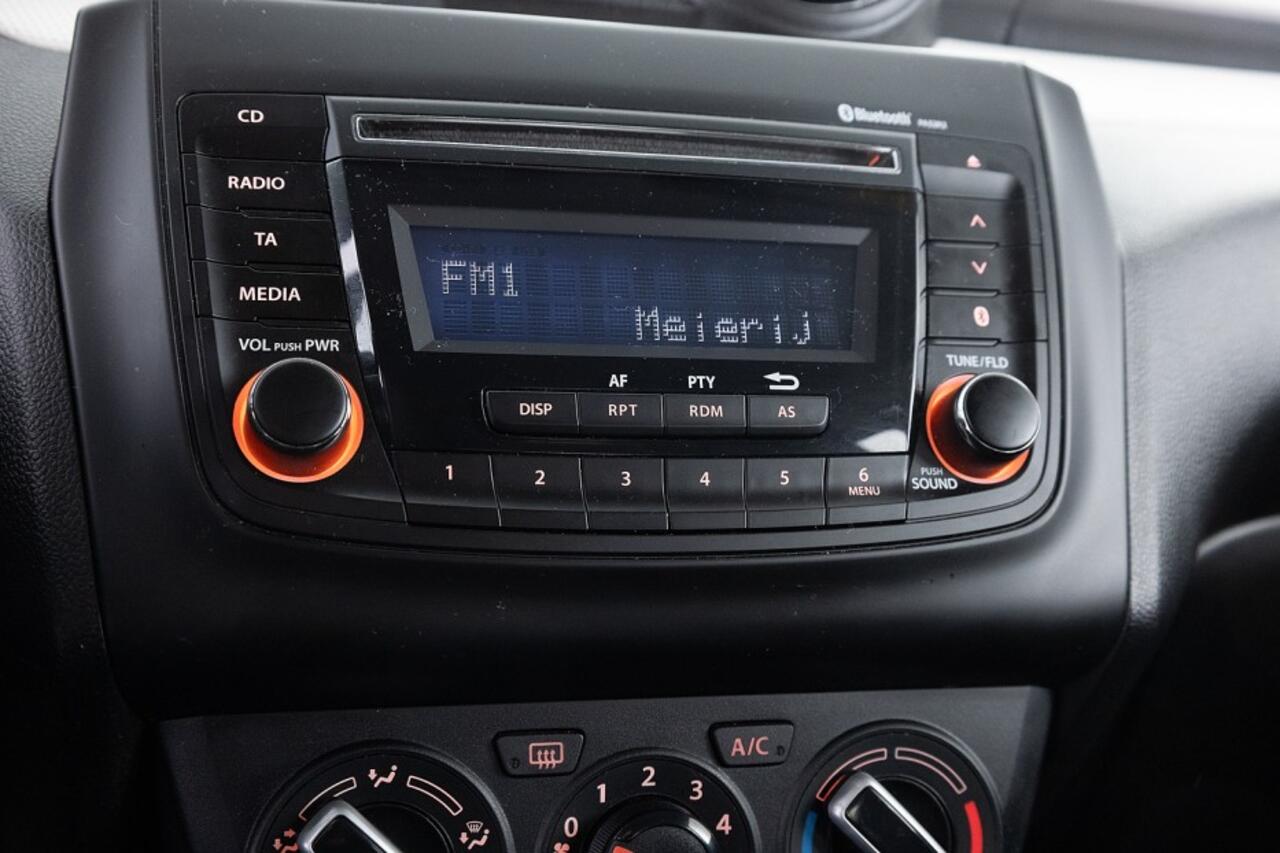 CD
Bluetooth
RADIO
TA
MEDIA
FM1
Meierij
VOL PUSH PWR
TUNE/FLD
AF PTY
DISP RPT RDM AS
1 2 3 4 5 6
MENU
PUSH
SOUND
A/C
0 1 2 3 4